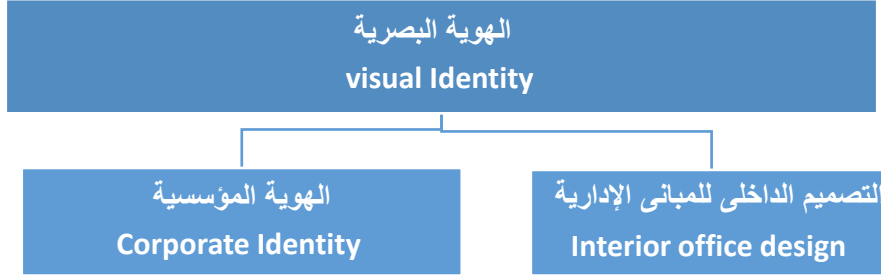 الهوية البصرية
visual Identity
الهوية المؤسسية
Corporate Identity
التصميم الداخلى للمبانى الإدارية
Interior office design